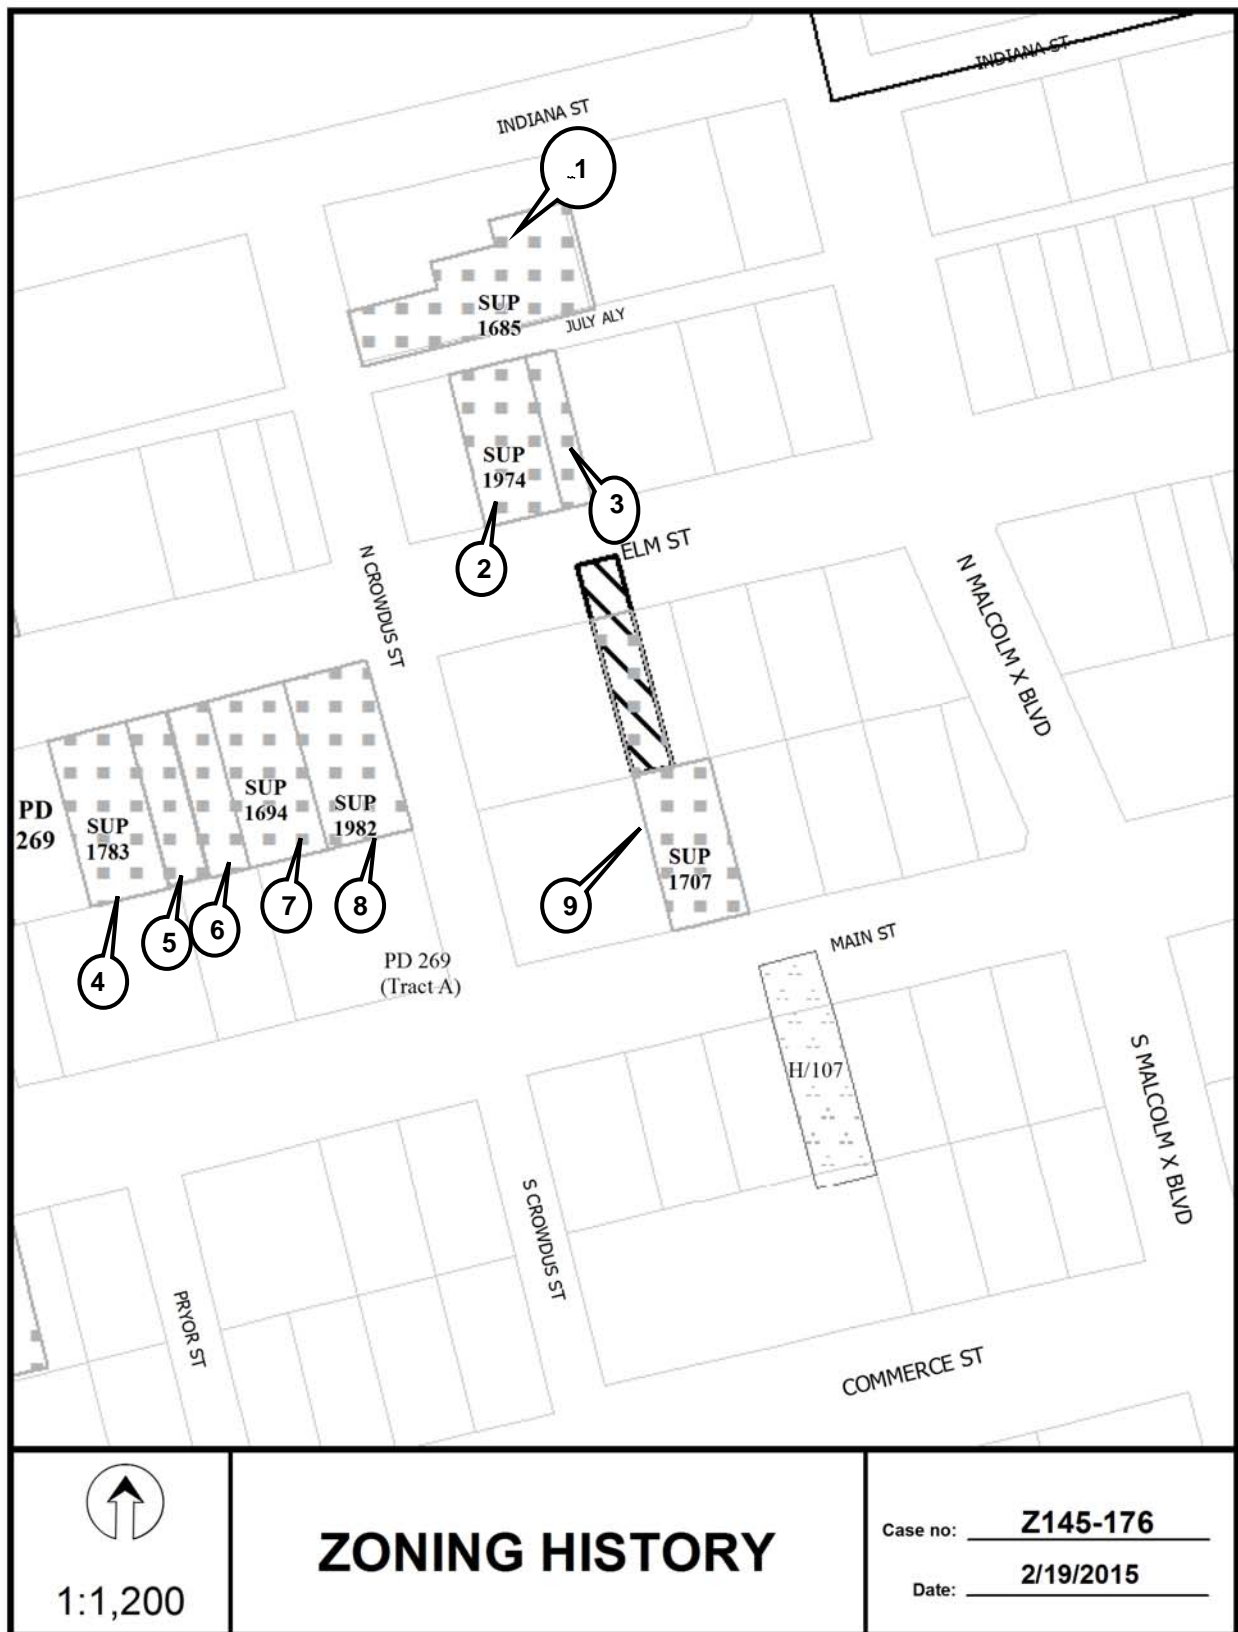 INDIANA ST
INDIANA ST
1
SUP
1685
JULY ALY
SUP
1974
3
2
ELM ST
N CROWDUS ST
N MALCOLM X BLVD
PD
269
SUP
1783
SUP
1694
SUP
1982
4
5
6
7
8
9
SUP
1707
PD 269
(Tract A)
MAIN ST
H/107
S MALCOLM X BLVD
S CROWDUS ST
PRYOR ST
COMMERCE ST
1:1,200
ZONING HISTORY
Case no: Z145-176
Date: 2/19/2015